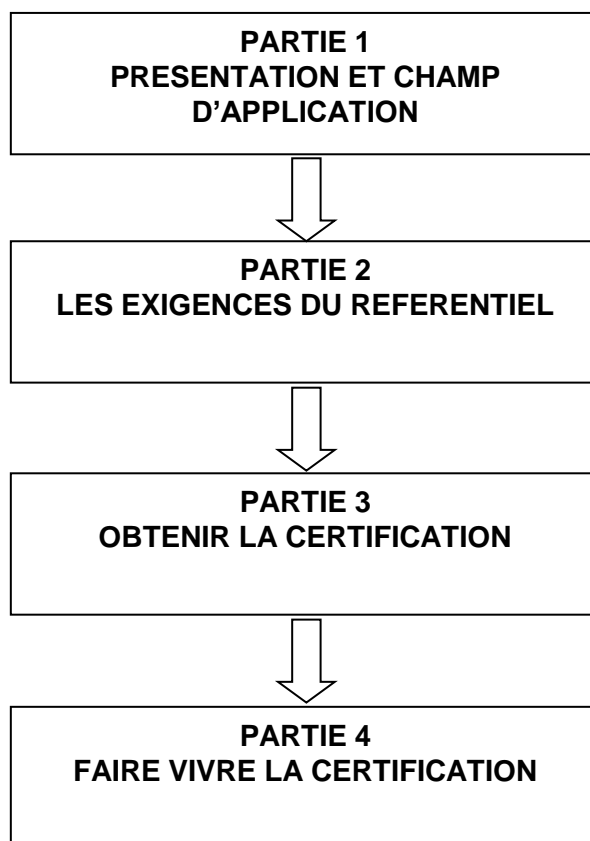 PARTIE 1
PRESENTATION ET CHAMP
D’APPLICATION
PARTIE 2
LES EXIGENCES DU REFERENTIEL
PARTIE 3
OBTENIR LA CERTIFICATION
PARTIE 4
FAIRE VIVRE LA CERTIFICATION